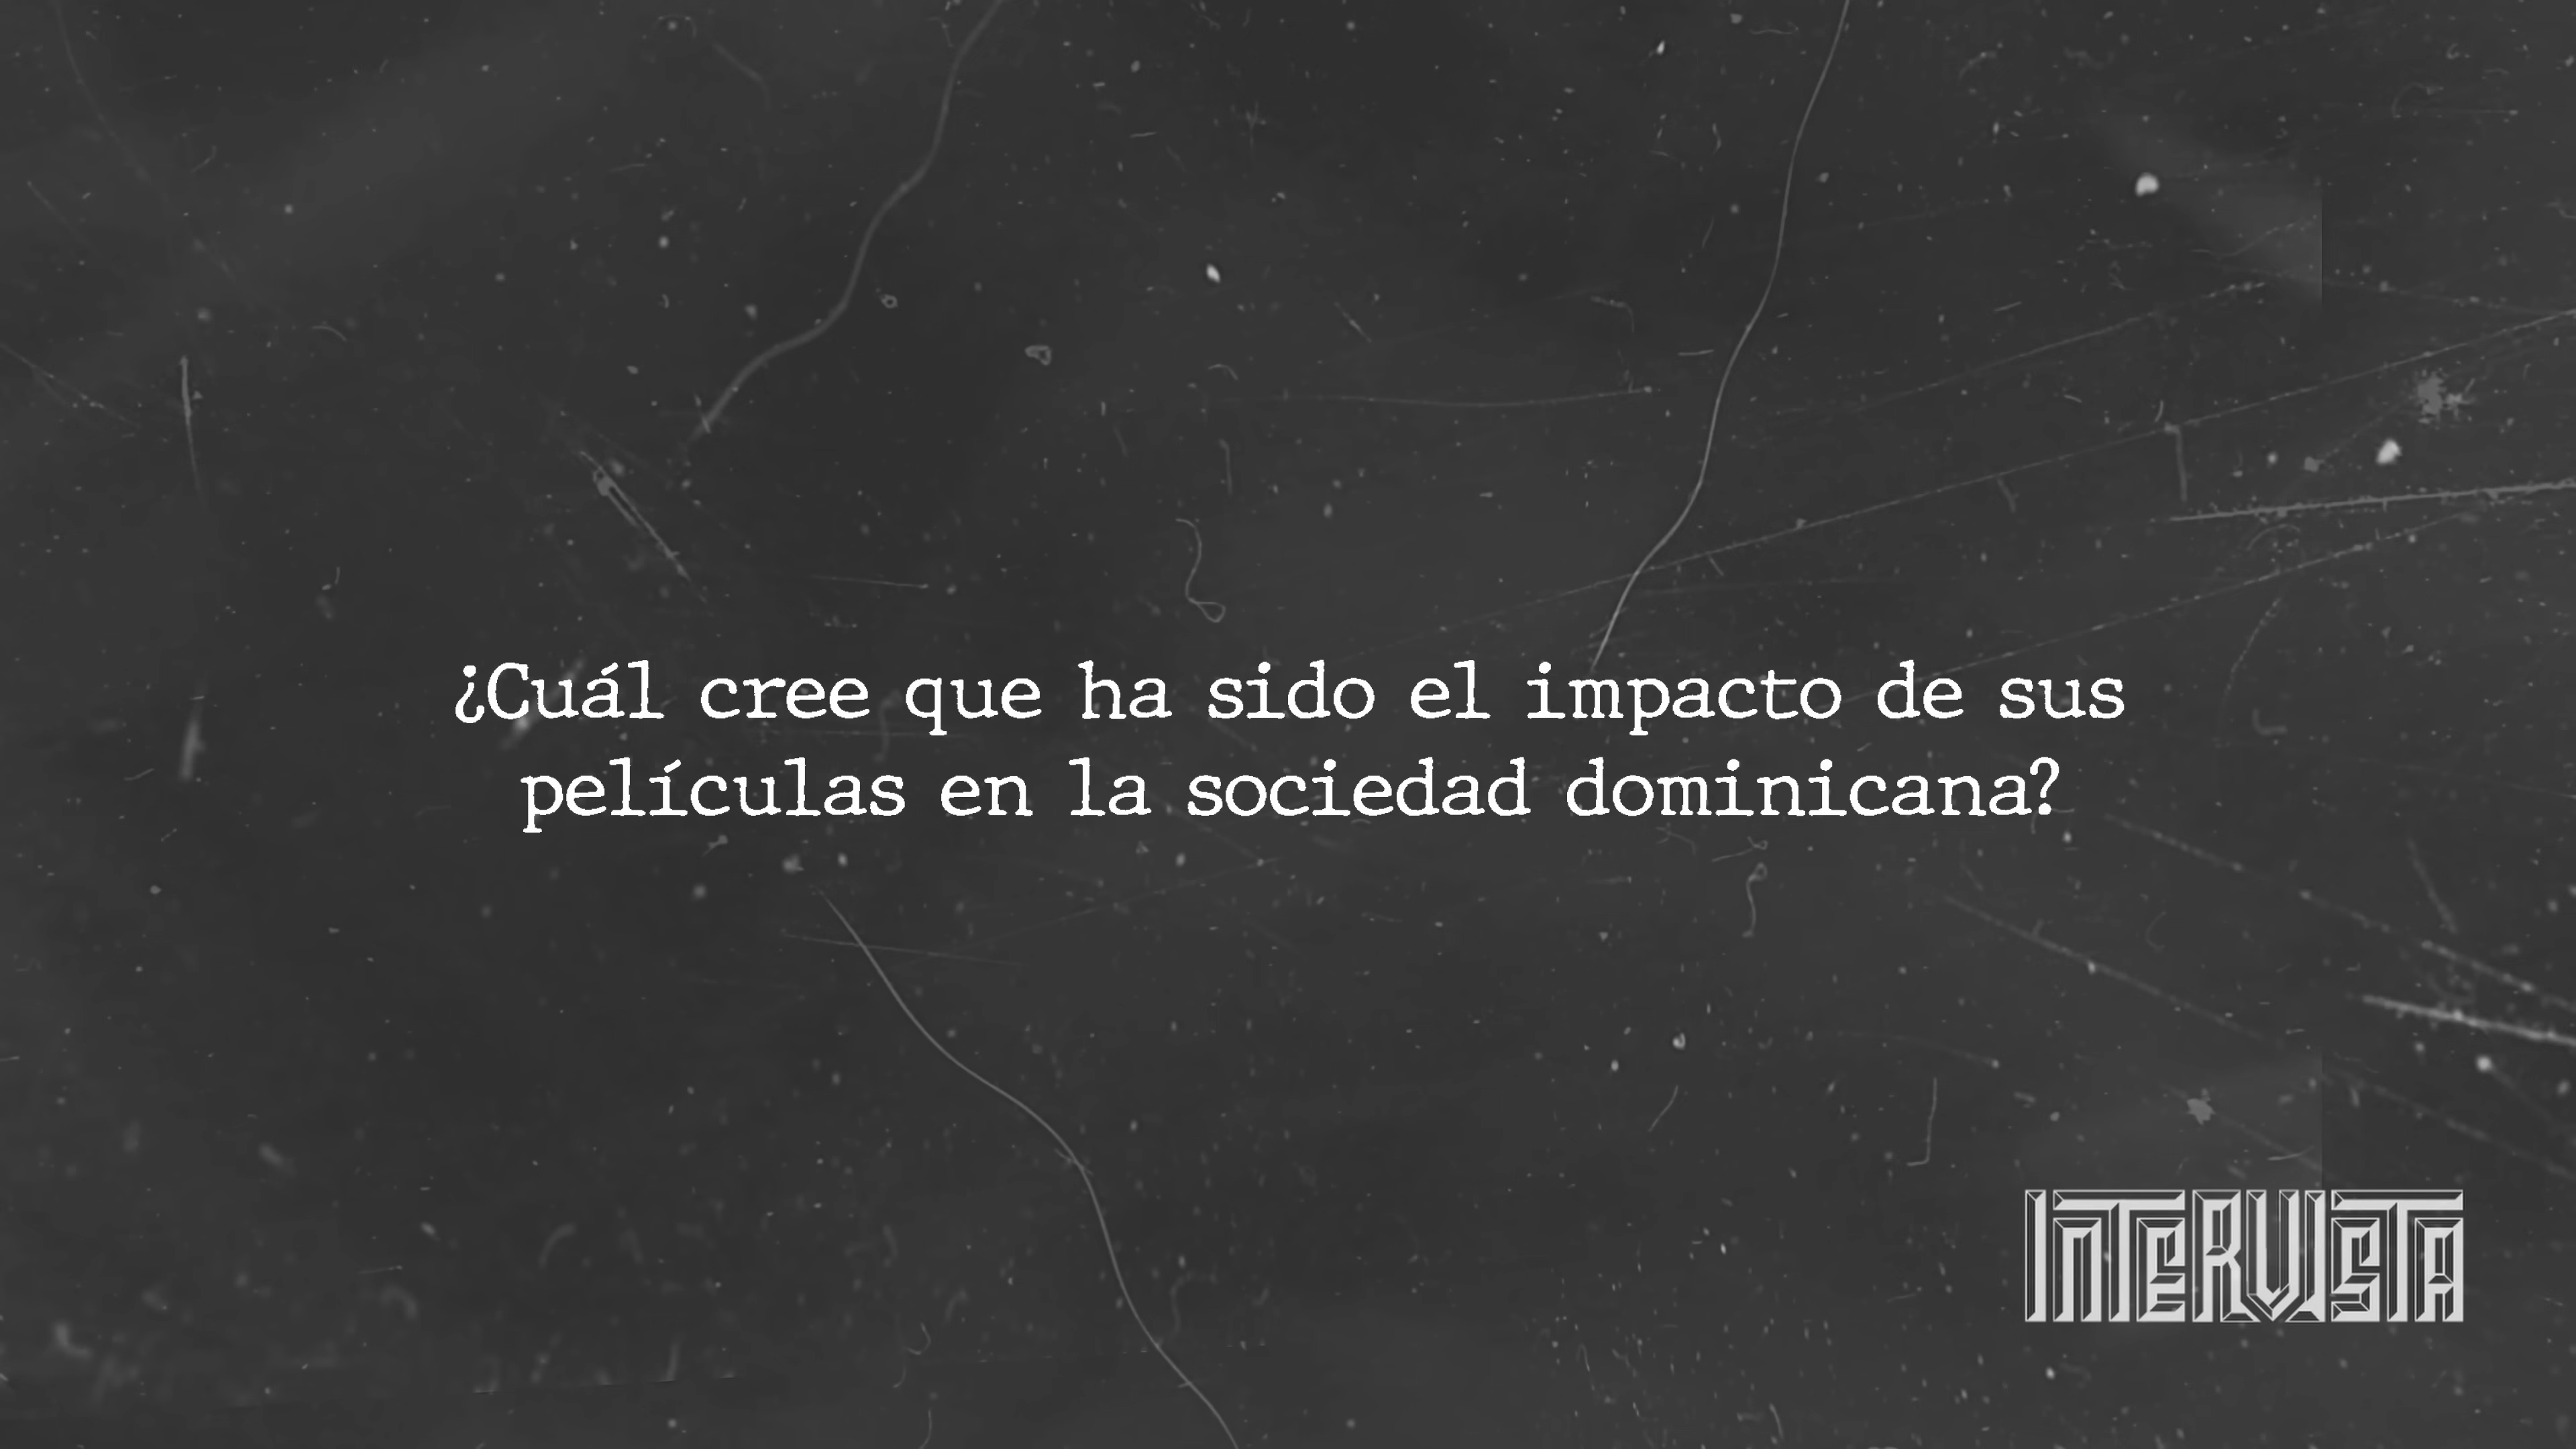 ¿Cuál cree que ha sido el impacto de sus
películas en la sociedad dominicana?
INTERVISTA